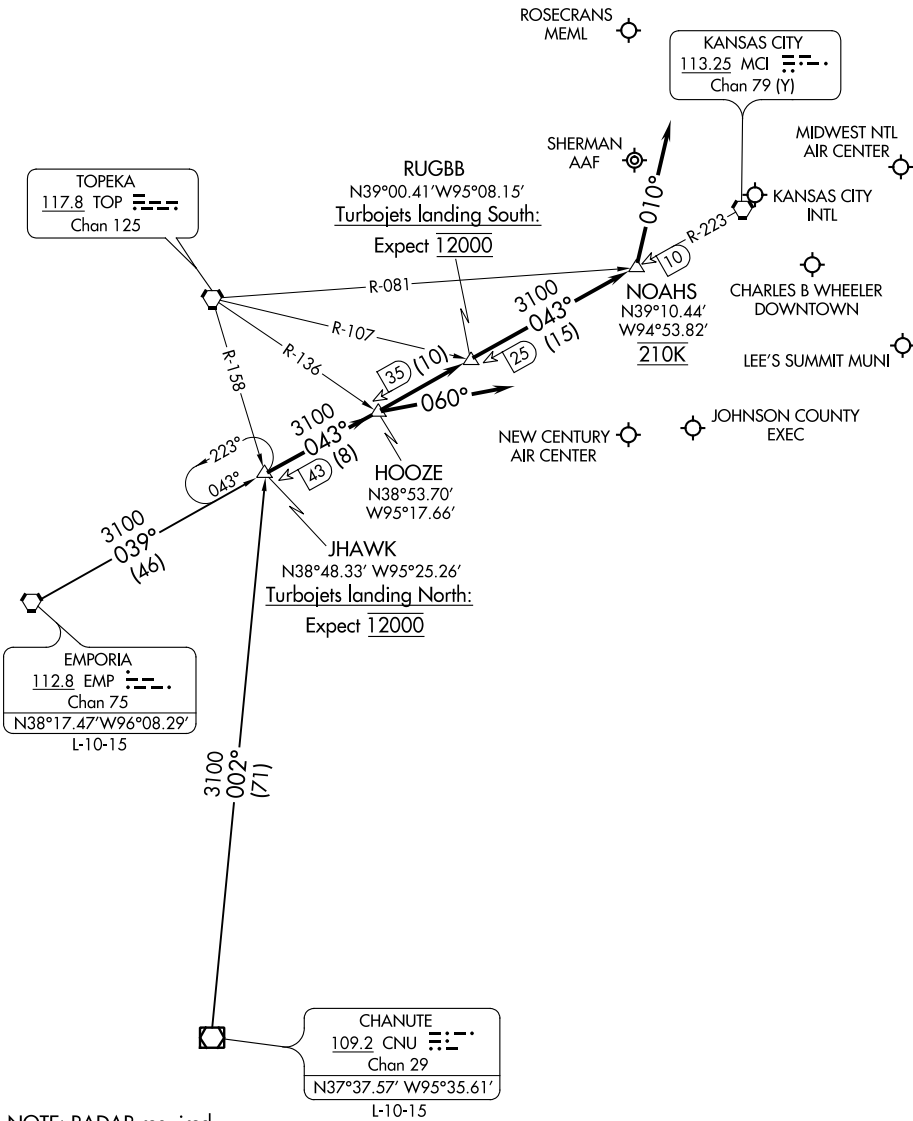 ROSECRANS
MEML
KANSAS CITY
113.25 MCI
Chan 79 (Y)
SHERMAN
AAF
MIDWEST NTL
AIR CENTER
KANSAS CITY
INTL
TOPEKA
117.8 TOP
Chan 125
RUGBB
N39°00.41'W95°08.15'
Turbojets landing South:
Expect 12000
010°
R-223
10
R-081
NOAHS
N39°10.44'
W94°53.82'
210K
CHARLES B WHEELER
DOWNTOWN
3100
043°
(15)
R-107
R-136
R-158
35
(10)
25
LEE'S SUMMIT MUNI
060°
3100
043°
(8)
43
JOHNSON COUNTY
EXEC
NEW CENTURY
AIR CENTER
HOOZE
N38°53.70'
W95°17.66'
223°
043°
3100
039°
(46)
JHAWK
N38°48.33' W95°25.26'
Turbojets landing North:
Expect 12000
EMPORIA
112.8 EMP
Chan 75
N38°17.47'W96°08.29'
L-10-15
3100
002°
(71)
CHANUTE
109.2 CNU
Chan 29
N37°37.57' W95°35.61'
L-10-15